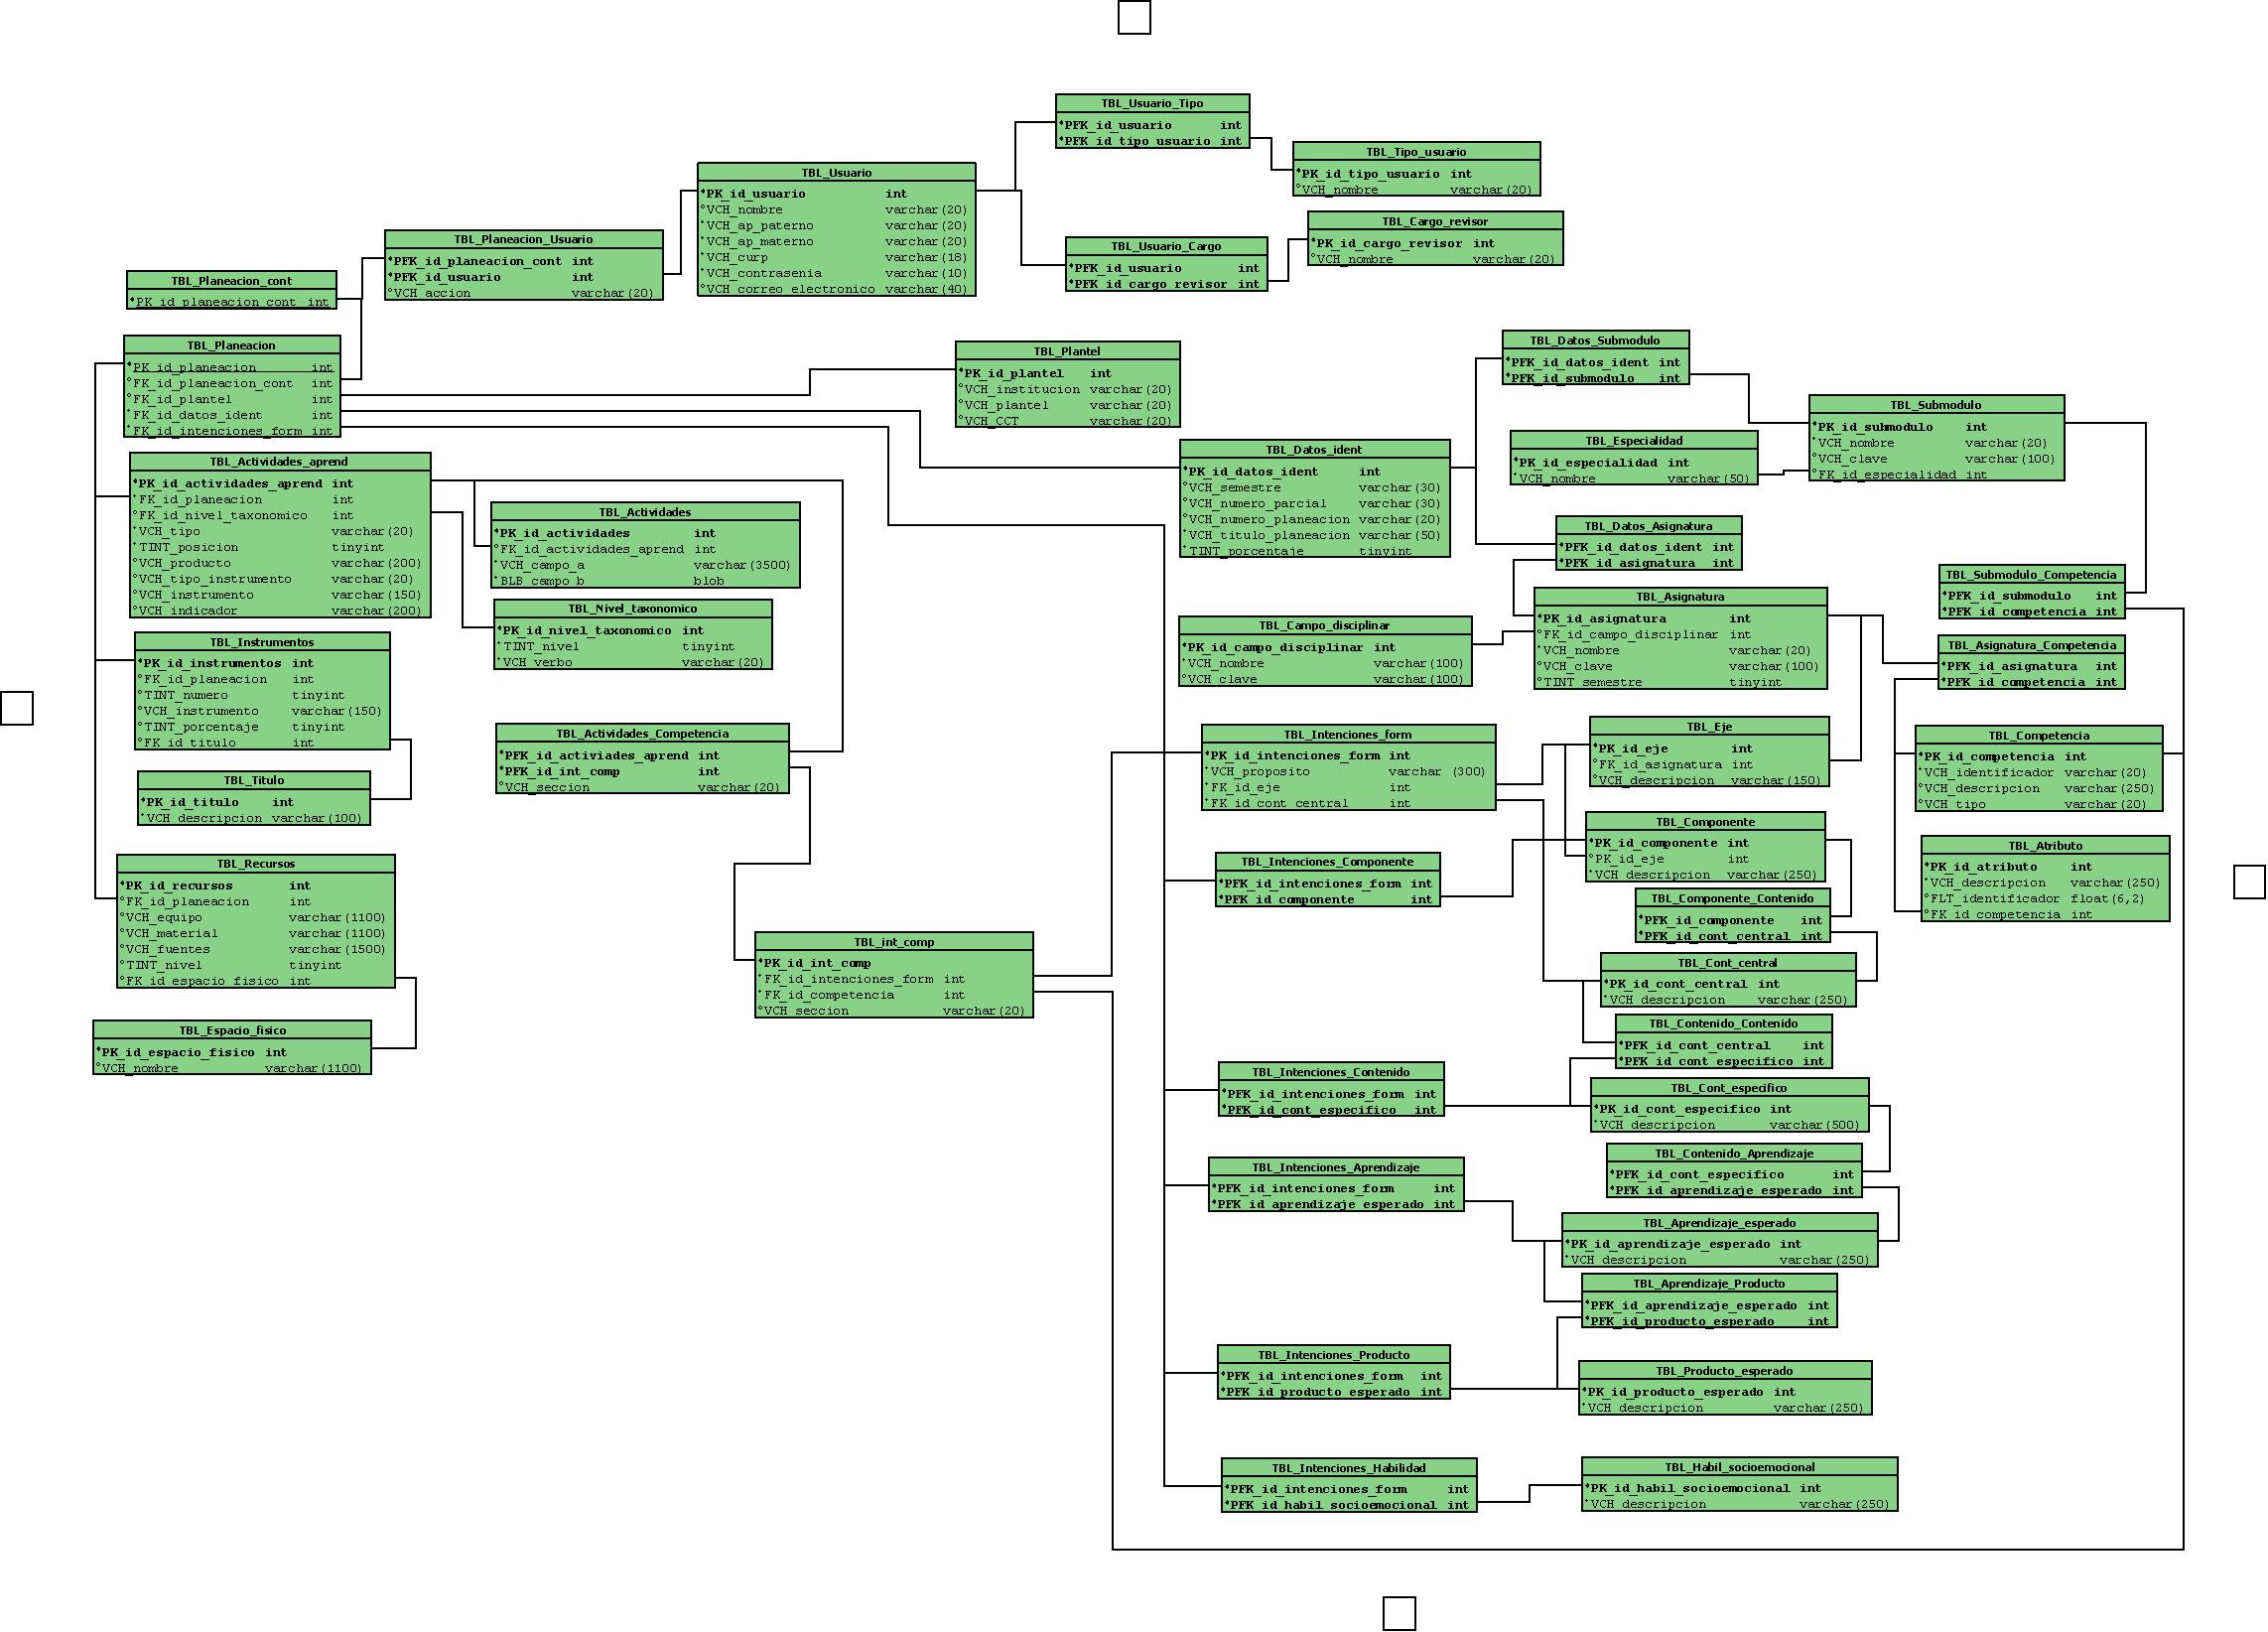 TBL_Usuario_Tipo
PFK_id_usuario int
PFK_id_tipo_usuario int
TBL_Tipo_usuario
PK_id_tipo_usuario int
VCH_nombre varchar(20)
TBL_Usuario
PK_id_usuario int
VCH_nombre varchar(20)
VCH_ap_paterno varchar(20)
VCH_ap_materno varchar(20)
VCH_curp varchar(18)
VCH_contrasenia varchar(10)
VCH_correo_electronico varchar(40)
TBL_Cargo_revisor
PK_id_cargo_revisor int
VCH_nombre varchar(20)
TBL_Usuario_Cargo
PFK_id_usuario int
PFK_id_cargo_revisor int
TBL_Planeacion_Usuario
PFK_id_planeacion_cont int
PFK_id_usuario int
VCH_accion varchar(20)
TBL_Planeacion_cont
PK_id_planeacion_cont int
TBL_Planeacion
PK_id_planeacion int
FK_id_planeacion_cont int
FK_id_plantel int
FK_id_datos_ident int
FK_id_intenciones_form int
TBL_Plantel
PK_id_plantel int
VCH_institucion varchar(20)
VCH_plantel varchar(20)
VCH_CCT varchar(20)
TBL_Datos_Submodulo
PFK_id_datos_ident int
PFK_id_submodulo int
TBL_Submodulo
PK_id_submodulo int
VCH_nombre varchar(20)
VCH_clave varchar(100)
FK_id_especialidad int
TBL_Especialidad
PK_id_especialidad int
VCH_nombre varchar(50)
TBL_Datos_ident
PK_id_datos_ident int
VCH_semestre varchar(30)
VCH_numero_parcial varchar(30)
VCH_numero_planeacion varchar(20)
VCH_titulo_planeacion varchar(50)
TINT_porcentaje tinyint
TBL_Actividades_aprend
PK_id_actividades_aprend int
FK_id_planeacion int
FK_id_nivel_taxonomico int
VCH_tipo varchar(20)
TINT_posicion tinyint
VCH_producto varchar(200)
VCH_tipo_instrumento varchar(20)
VCH_instrumento varchar(150)
VCH_indicador varchar(200)
TBL_Actividades
PK_id_actividades int
FK_id_actividades_aprend int
VCH_campo_a varchar(3500)
BLB_campo_b blob
TBL_Datos_Asignatura
PFK_id_datos_ident int
PFK_id_asignatura int
TBL_Submodulo_Competencia
PFK_id_submodulo int
PFK_id_competencia int
TBL_Nivel_taxonomico
PK_id_nivel_taxonomico int
TINT_nivel tinyint
VCH_verbo varchar(20)
TBL_Asignatura
PK_id_asignatura int
FK_id_campo_disciplinar int
VCH_nombre varchar(20)
VCH_clave varchar(100)
TINT_semestre tinyint
TBL_Campo_disciplinar
PK_id_campo_disciplinar int
VCH_nombre varchar(100)
VCH_clave varchar(100)
TBL_Asignatura_Competencia
PFK_id_asignatura int
PFK_id_competencia int
TBL_Instrumentos
PK_id_instrumentos int
FK_id_planeacion int
TINT_numero tinyint
VCH_instrumento varchar(150)
TINT_porcentaje tinyint
FK_id_titulo int
TBL_Actividades_Competencia
PFK_id_activiades_aprend int
PFK_id_int_comp int
VCH_seccion varchar(20)
TBL_Intenciones_form
PK_id_intenciones_form int
VCH_proposito varchar (300)
FK_id_eje int
FK_id_cont_central int
TBL_Eje
PK_id_eje int
FK_id_asignatura int
VCH_descripcion varchar(150)
TBL_Competencia
PK_id_competencia int
VCH_identificador varchar(20)
VCH_descripcion varchar(250)
VCH_tipo varchar(20)
TBL_Titulo
PK_id_titulo int
VCH_descripcion varchar(100)
TBL_Componente
PK_id_componente int
PK_id_eje int
VCH_descripcion varchar(250)
TBL_Atributo
PK_id_atributo int
VCH_descripcion varchar(250)
FLT_identificador float(6,2)
FK_id_competencia int
TBL_Recursos
PK_id_recursos int
FK_id_planeacion int
VCH_equipo varchar(1100)
VCH_material varchar(1100)
VCH_fuentes varchar(1500)
TINT_nivel tinyint
FK_id_espacio_fisico int
TBL_Intenciones_Componente
PFK_id_intenciones_form int
PFK_id_componente int
TBL_Componente_Contenido
PFK_id_componente int
PFK_id_cont_central int
TBL_int_comp
PK_id_int_comp
FK_id_intenciones_form int
FK_id_competencia int
VCH_seccion varchar(20)
TBL_Cont_central
PK_id_cont_central int
VCH_descripcion varchar(250)
TBL_Espacio_fisico
PK_id_espacio_fisico int
VCH_nombre varchar(1100)
TBL_Contenido_Contenido
PFK_id_cont_central int
PFK_id_cont_especifico int
TBL_Intenciones_Contenido
PFK_id_intenciones_form int
PFK_id_cont_especifico int
TBL_Cont_especifico
PK_id_cont_especifico int
VCH_descripcion varchar(500)
TBL_Contenido_Aprendizaje
PFK_id_cont_especifico int
PFK_id_aprendizaje_esperado int
TBL_Intenciones_Aprendizaje
PFK_id_intenciones_form int
PFK_id_aprendizaje_esperado int
TBL_Aprendizaje_esperado
PK_id_aprendizaje_esperado int
VCH_descripcion varchar(250)
TBL_Aprendizaje_Producto
PFK_id_aprendizaje_esperado int
PFK_id_producto_esperado int
TBL_Intenciones_Producto
PFK_id_intenciones_form int
PFK_id_producto_esperado int
TBL_Producto_esperado
PK_id_producto_esperado int
VCH_descripcion varchar(250)
TBL_Intenciones_Habilidad
PFK_id_intenciones_form int
PFK_id_habil_socioemocional int
TBL_Habil_socioemocional
PK_id_habil_socioemocional int
VCH_descripcion varchar(250)